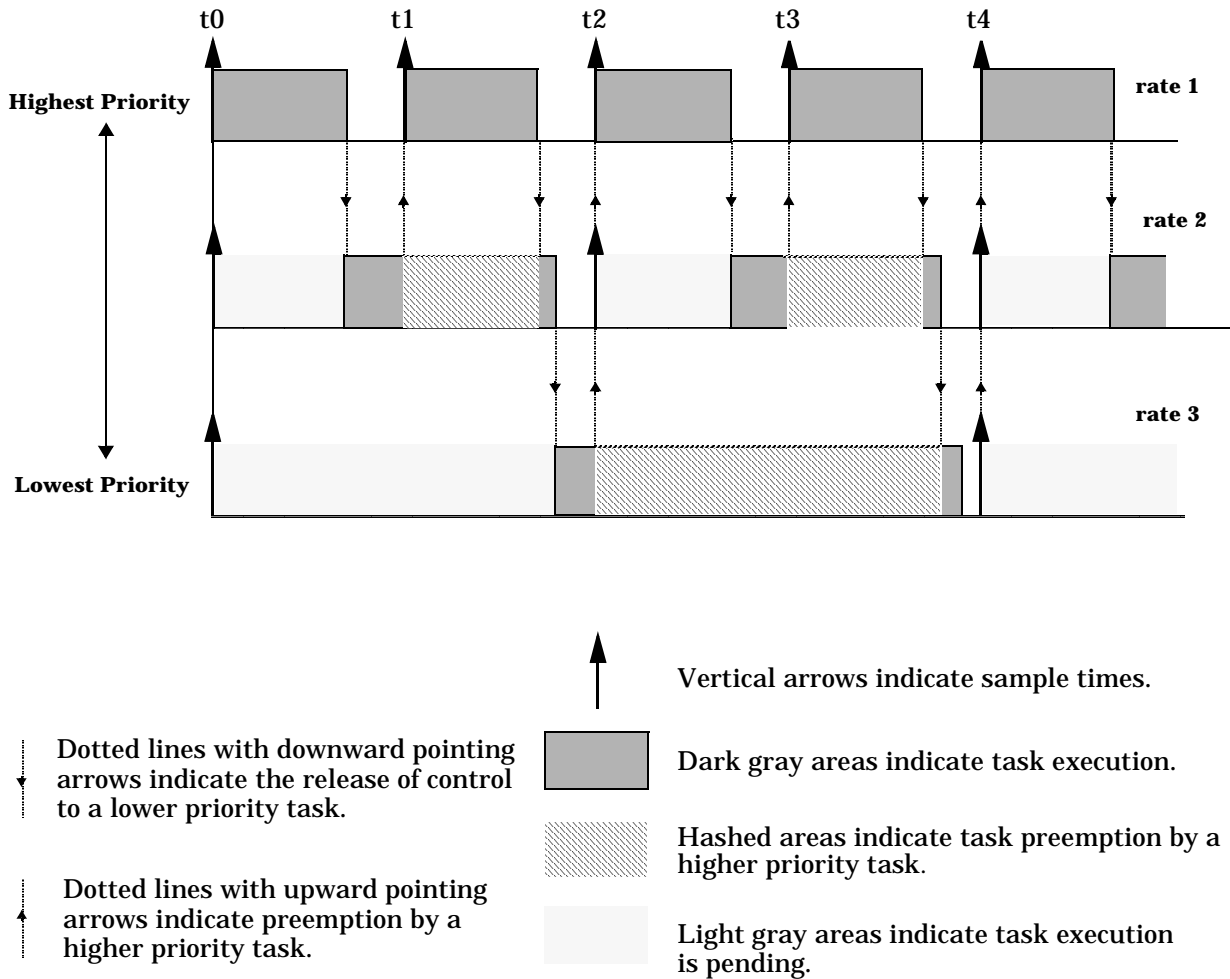 t0 t1 t2 t3 t4
rate 1
Highest Priority
rate 2
rate 3
Lowest Priority
Vertical arrows indicate sample times.
Dotted lines with downward pointing
arrows indicate the release of control
to a lower priority task.
Dark gray areas indicate task execution.
Hashed areas indicate task preemption by a
higher priority task.
Dotted lines with upward pointing
arrows indicate preemption by a
higher priority task.
Light gray areas indicate task execution
is pending.